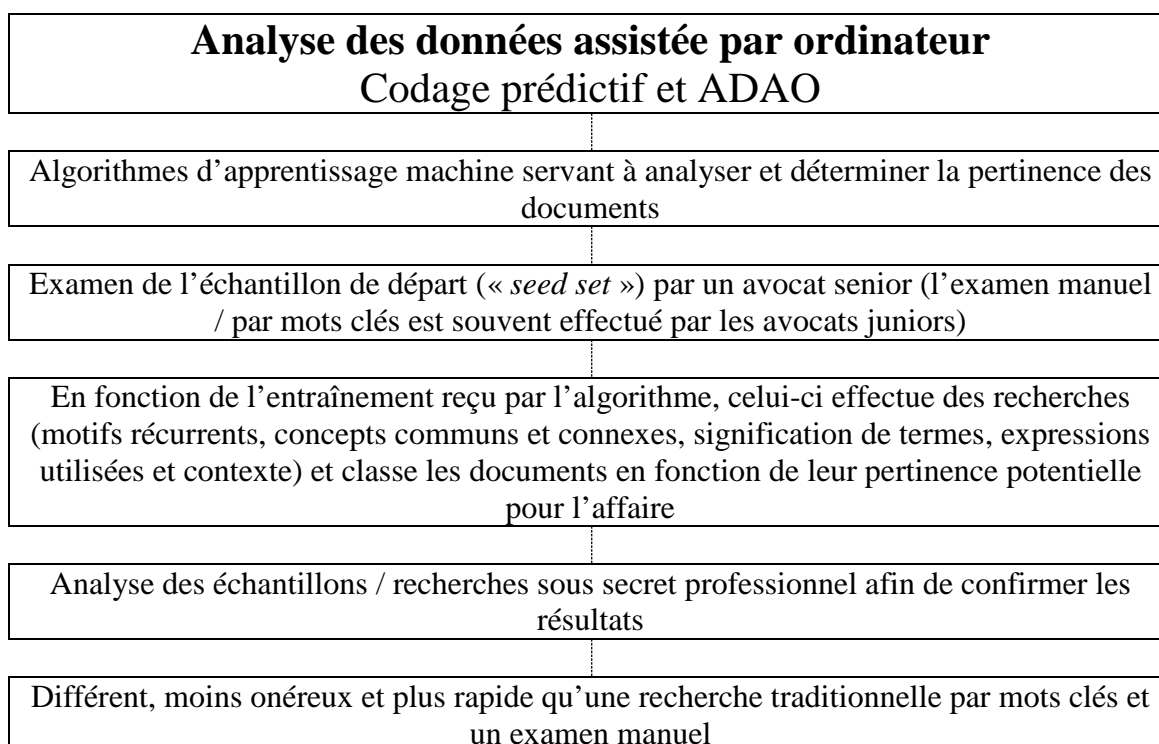 Analyse des données assistée par ordinateur
Codage prédictif et ADAO
Algorithmes d’apprentissage machine servant à analyser et déterminer la pertinence des
documents
Examen de l’échantillon de départ (« seed set ») par un avocat senior (l’examen manuel
/ par mots clés est souvent effectué par les avocats juniors)
En fonction de l’entraînement reçu par l’algorithme, celui-ci effectue des recherches
(motifs récurrents, concepts communs et connexes, signification de termes, expressions
utilisées et contexte) et classe les documents en fonction de leur pertinence potentielle
pour l’affaire
Analyse des échantillons / recherches sous secret professionnel afin de confirmer les
résultats
Différent, moins onéreux et plus rapide qu’une recherche traditionnelle par mots clés et
un examen manuel